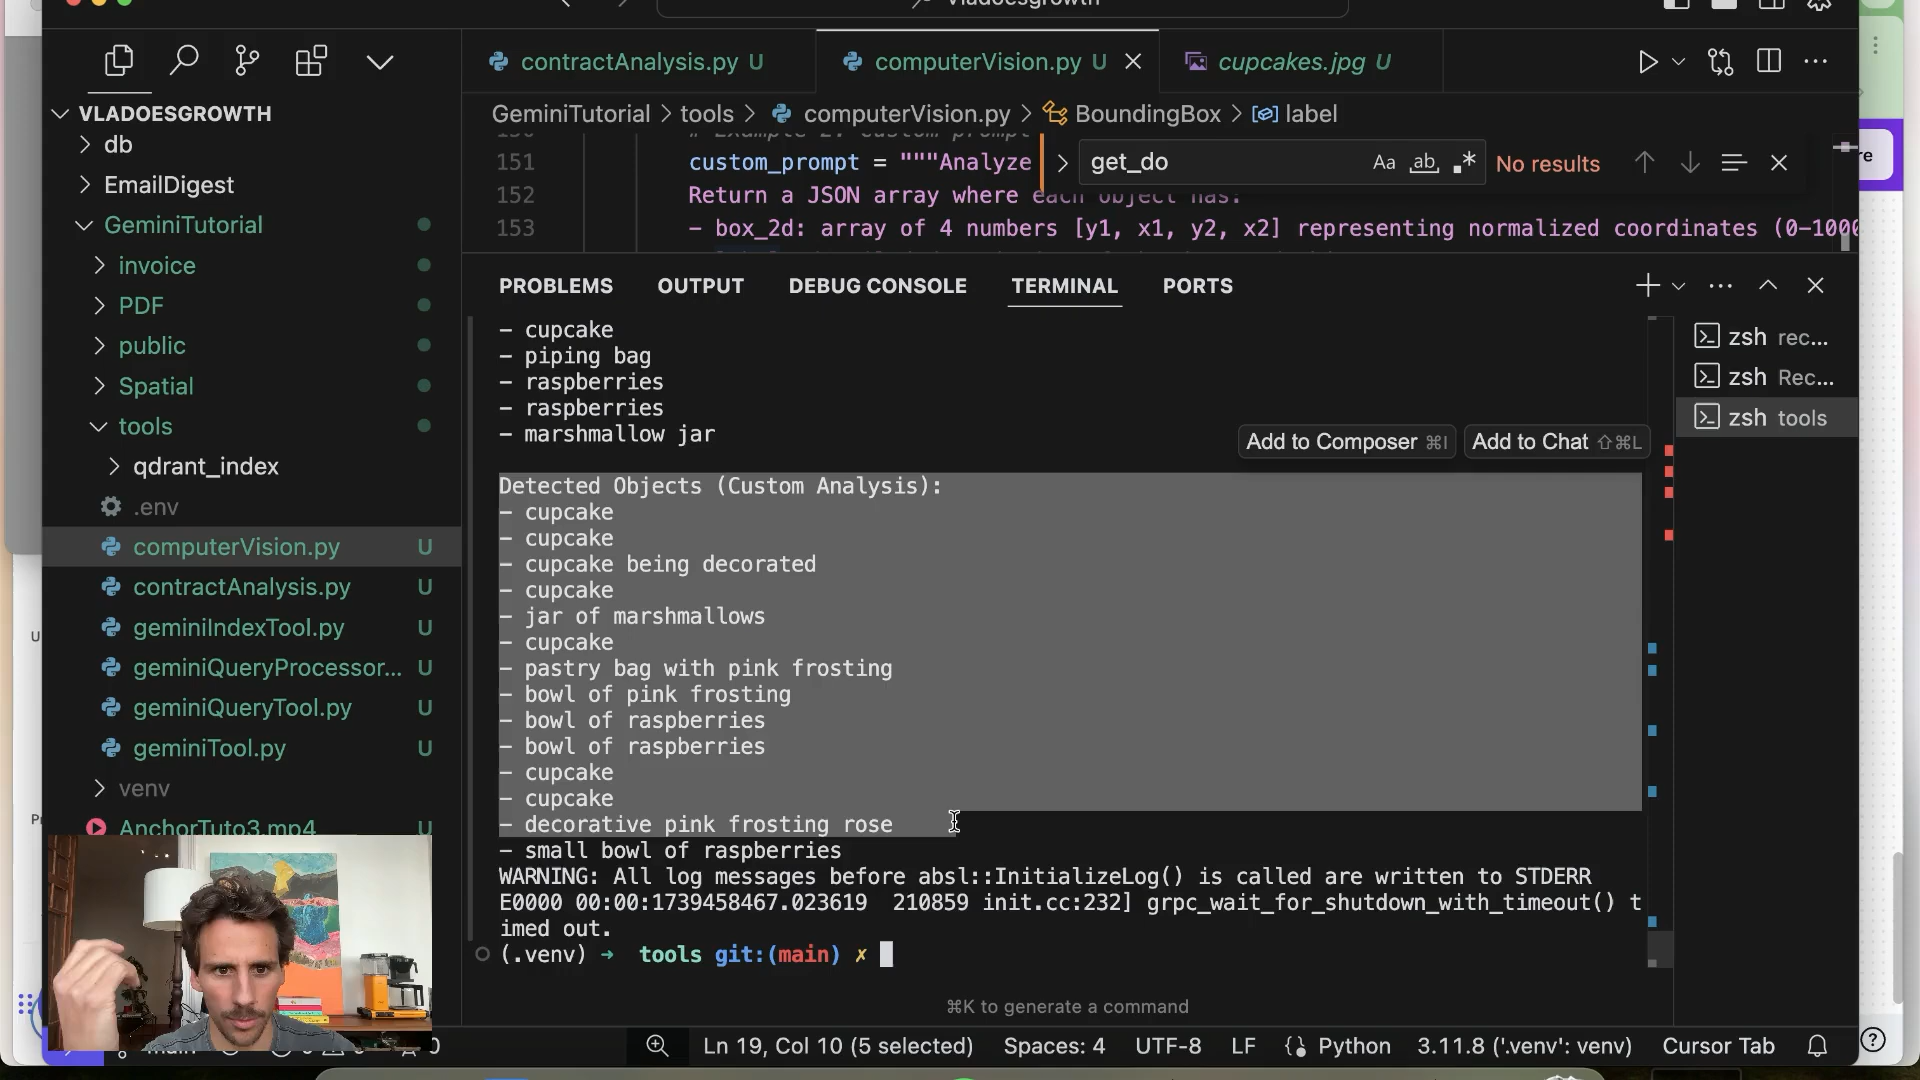 contractAnalysis.py U
computerVision.py U
cupcakes.jpg U
VLADOESGROWTH
GeminiTutorial > tools > computerVision.py > BoundingBox > label
db
EmailDigest
GeminiTutorial
invoice
PDF
public
Spatial
tools
qdrant_index
.env
computerVision.py U
contractAnalysis.py U
geminiIndexTool.py U
geminiQueryProcessor... U
geminiQueryTool.py U
geminiTool.py U
venv
AnchorTuto3.mp4 U
151 custom_prompt = """Analyze
152 Return a JSON array where each object has:
153 - box_2d: array of 4 numbers [y1, x1, y2, x2] representing normalized coordinates (0-1000
get_do
Aa ab .* No results
PROBLEMS OUTPUT DEBUG CONSOLE TERMINAL PORTS
- cupcake
- piping bag
- raspberries
- raspberries
- marshmallow jar
Add to Composer ⌘I Add to Chat ⇧⌘L
Detected Objects (Custom Analysis):
- cupcake
- cupcake
- cupcake being decorated
- cupcake
- jar of marshmallows
- cupcake
- pastry bag with pink frosting
- bowl of pink frosting
- bowl of raspberries
- bowl of raspberries
- cupcake
- cupcake
- decorative pink frosting rose
- small bowl of raspberries
WARNING: All log messages before absl::InitializeLog() is called are written to STDERR
E0000 00:00:1739458467.023619 210859 init.cc:232] grpc_wait_for_shutdown_with_timeout() t
imed out.
(.venv) ➜ tools git:(main) ✗
⌘K to generate a command
zsh rec...
zsh Rec...
zsh tools
Ln 19, Col 10 (5 selected) Spaces: 4 UTF-8 LF Python 3.11.8 ('.venv': venv) Cursor Tab